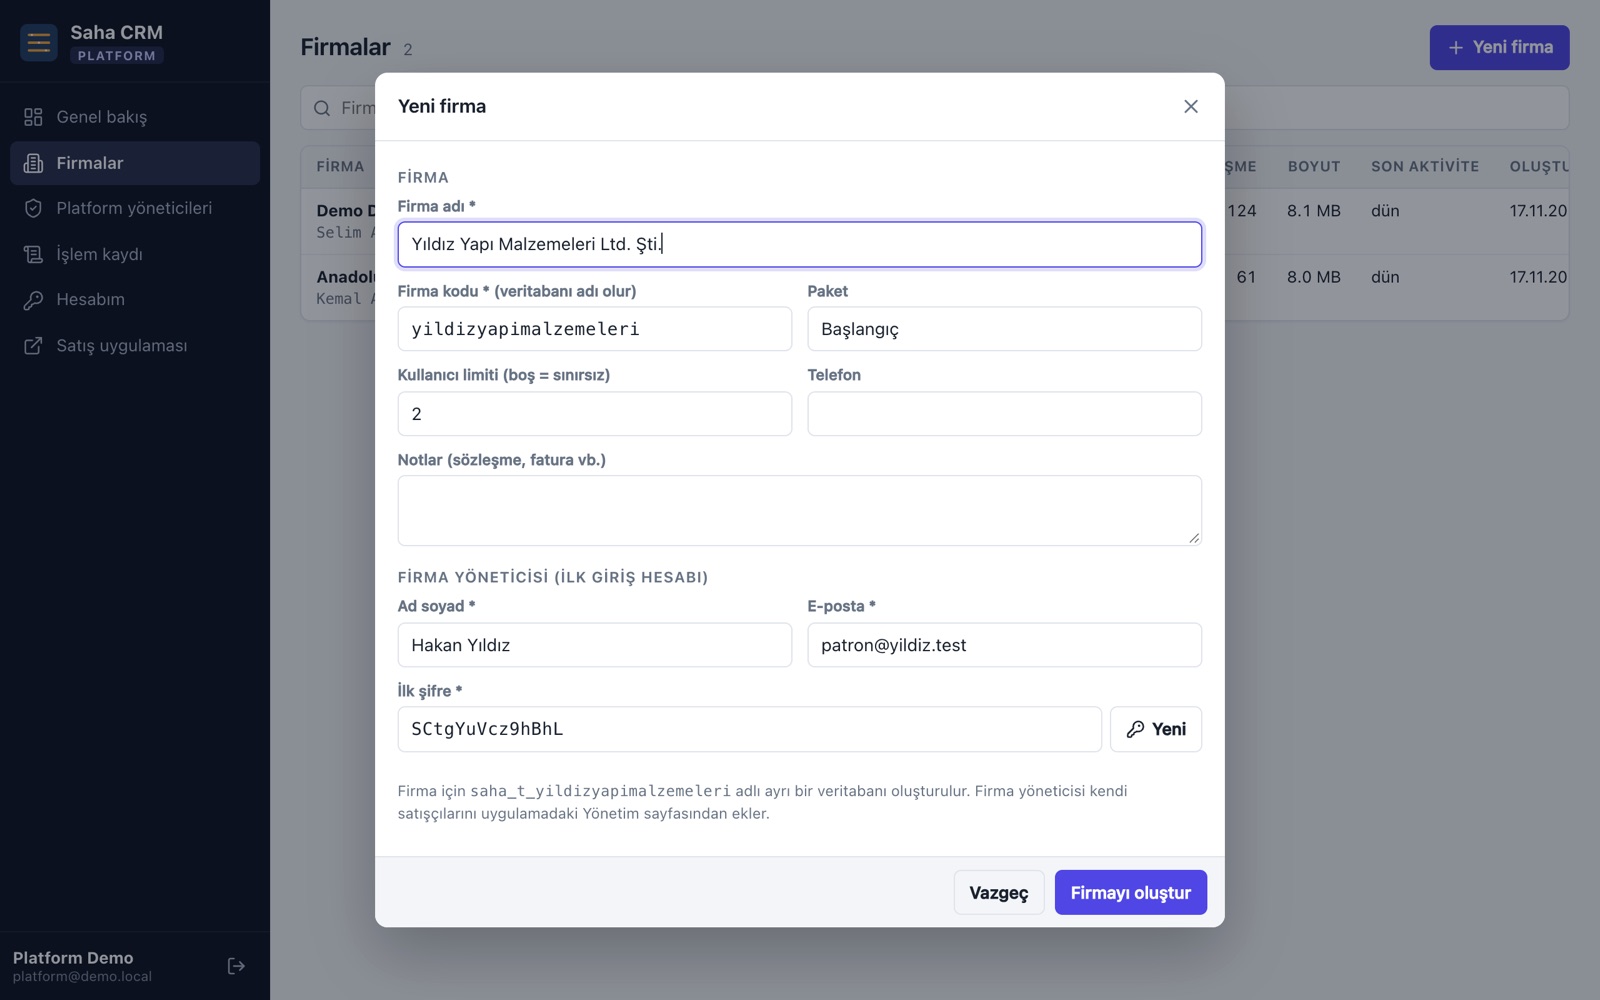 Saha CRM
PLATFORM
Genel bakış
Firmalar
Platform yöneticileri
İşlem kaydı
Hesabım
Satış uygulaması
Platform Demo
platform@demo.local
Firmalar 2
Yeni firma
FİRMA
BOYUT
SON AKTİVİTE
124
8.1 MB
dün
17.11.20
61
8.0 MB
dün
17.11.20
Yeni firma
FİRMA
Firma adı *
Yıldız Yapı Malzemeleri Ltd. Şti.
Firma kodu * (veritabanı adı olur)
Paket
yildizyapimalzemeleri
Başlangıç
Kullanıcı limiti (boş = sınırsız)
Telefon
2
Notlar (sözleşme, fatura vb.)
FİRMA YÖNETİCİSİ (İLK GİRİŞ HESABI)
Ad soyad *
E-posta *
Hakan Yıldız
patron@yildiz.test
İlk şifre *
SCtgYuVcz9hBhL
Yeni
Firma için saha_t_yildizyapimalzemeleri adlı ayrı bir veritabanı oluşturulur. Firma yöneticisi kendi
satışçılarını uygulamadaki Yönetim sayfasından ekler.
Vazgeç
Firmayı oluştur